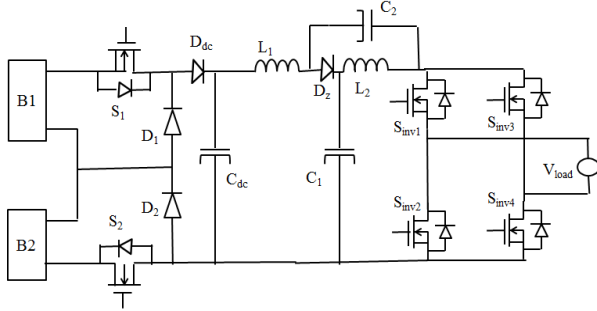 C2
Ddc
L1
B1
S1
Dz
L2
Sinv1
Sinv3
D1
Cdc
C1
Vload
D2
S2
Sinv2
Sinv4
B2